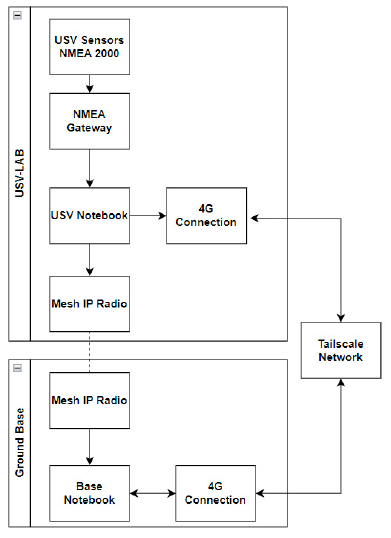 USV-LAB
USV Sensors
NMEA 2000
NMEA
Gateway
USV Notebook
4G
Connection
Mesh IP Radio
Tailscale
Network
Ground Base
Mesh IP Radio
Base
Notebook
4G
Connection